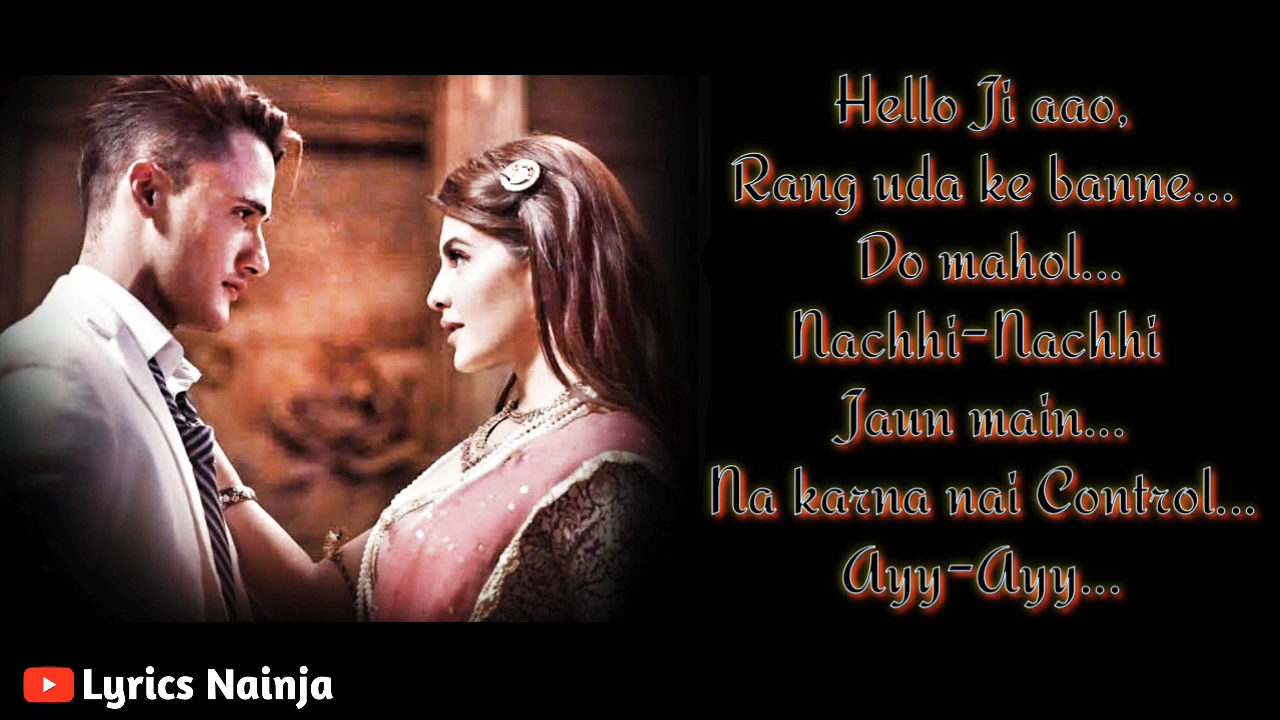 Hello Ji aao,
Rang uda ke banne...
Do mahol...
Nachhi-Nachhi
Jaun main...
Na karna nai Control...
Ayy-Ayy...
Lyrics Nainja